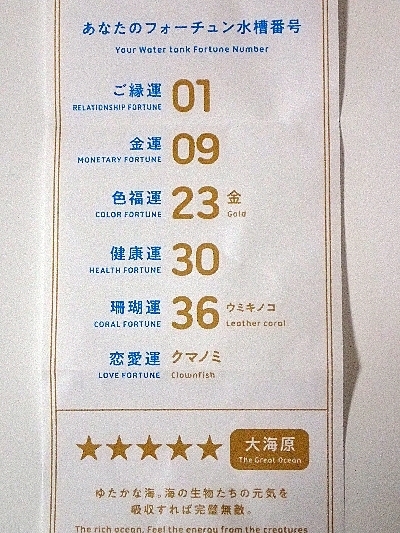 あなたのフォーチュン水槽番号
Your Water tank Fortune Number
ご縁運 01
RELATIONSHIP FORTUNE
金運 09
MONETARY FORTUNE
色福運 23 金
COLOR FORTUNE Gold
健康運 30
HEALTH FORTUNE
珊瑚運 36 ウミキノコ
CORAL FORTUNE Leather coral
恋愛運 クマノミ
LOVE FORTUNE Clownfish
★★★★★ 大海原
The Great Ocean
ゆたかな海。海の生物たちの元気を
吸収すれば完璧無敵。
The rich ocean. Feel the energy from the creatures